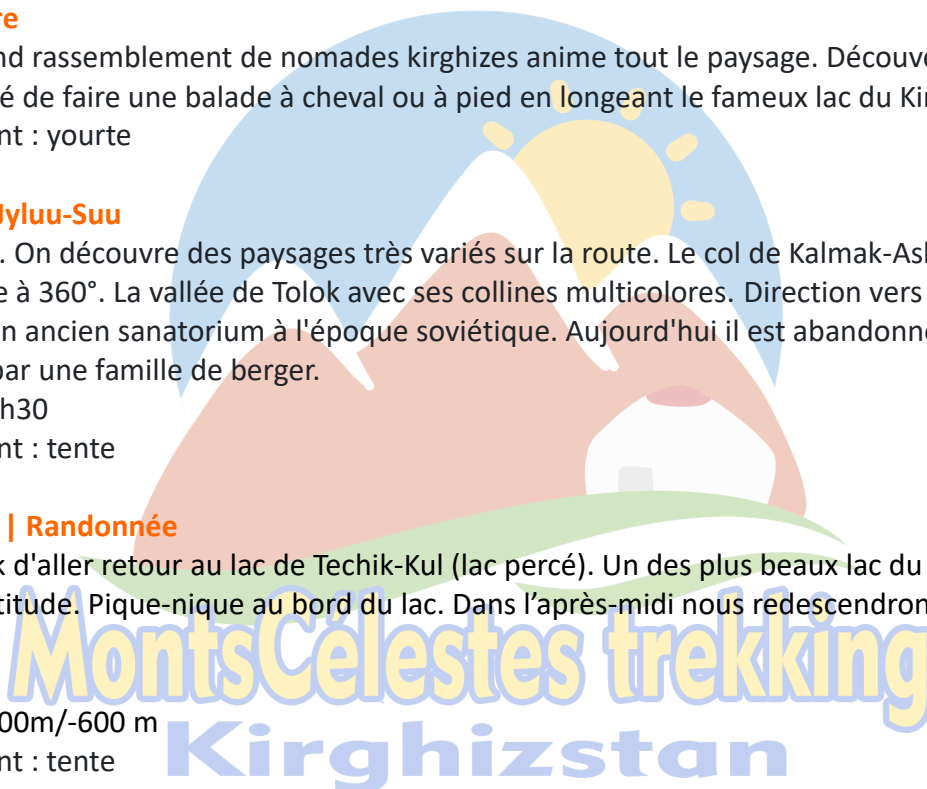 re
nd rassemblement de nomades kirghizes anime tout le paysage. Découve
é de faire une balade à cheval ou à pied en longeant le fameux lac du Ki
nt : yourte
Jyluu-Suu
. On découvre des paysages très variés sur la route. Le col de Kalmak-As
e à 360°. La vallée de Tolok avec ses collines multicolores. Direction vers
n ancien sanatorium à l'époque soviétique. Aujourd'hui il est abandonn
par une famille de berger.
h30
nt : tente
| Randonnée
k d'aller retour au lac de Techik-Kul (lac percé). Un des plus beaux lac du
titude. Pique-nique au bord du lac. Dans l’après-midi nous redescendron
MontsCélestes trekking
00m/-600 m
Kirghizstan
nt : tente